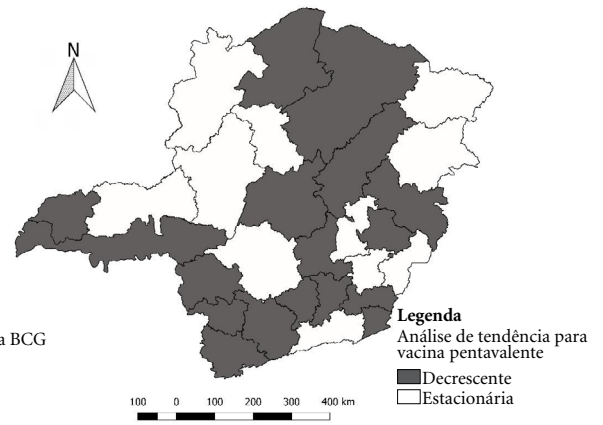 N
a BCG
Legenda
Análise de tendência para
vacina pentavalente
Decrescente
Estacionária
100 0 100 200 300 400 km